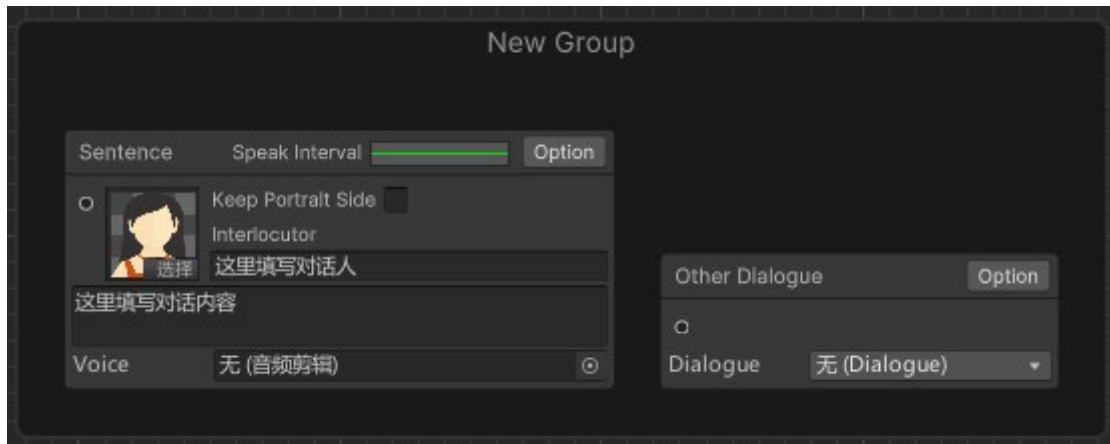 New Group
Sentence Speak Interval Option
Keep Portrait Side
Interlocutor
选择 这里填写对话人
这里填写对话内容
Voice 无 (音频剪辑)
Other Dialogue Option
Dialogue 无 (Dialogue)